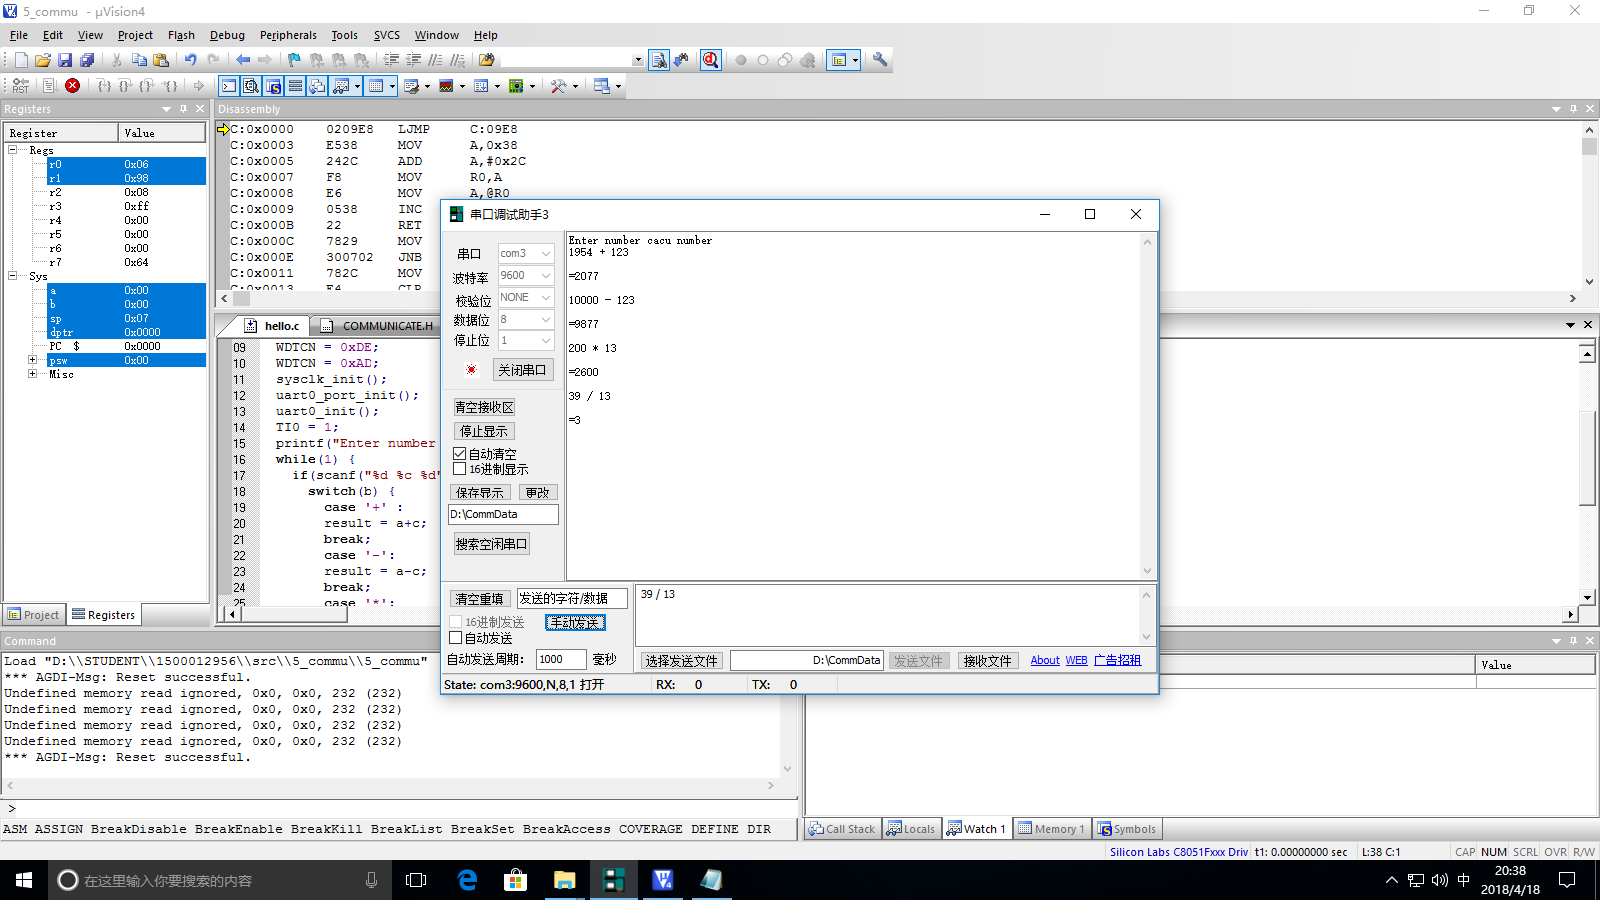 5_commu - µVision4
File Edit View Project Flash Debug Peripherals Tools SVCS Window Help
Registers
Register Value
Regs
r0 0x06
r1 0x98
r2 0x08
r3 0xff
r4 0x00
r5 0x00
r6 0x00
r7 0x64
Sys
a 0x00
b 0x00
sp 0x07
dptr 0x0000
PC $ 0x0000
psw 0x00
Misc
Project Registers
Disassembly
C:0x0000 0209E8 LJMP C:09E8
C:0x0003 E538 MOV A,0x38
C:0x0005 242C ADD A,#0x2C
C:0x0007 F8 MOV R0,A
C:0x0008 E6 MOV A,@R0
C:0x0009 0538 INC
C:0x000B 22 RET
C:0x000C 7829 MOV
C:0x000E 300702 JNB
C:0x0011 782C MOV
C:0x0013 E4 CLR
hello.c COMMUNICATE.H
09 WDTCN = 0xDE;
10 WDTCN = 0xAD;
11 sysclk_init();
12 uart0_port_init();
13 uart0_init();
14 TI0 = 1;
15 printf("Enter number
16 while(1) {
17 if(scanf("%d %c %d"
18 switch(b) {
19 case '+' :
20 result = a+c;
21 break;
22 case '-':
23 result = a-c;
24 break;
25 case '*':
串口调试助手3
串口 com3
波特率 9600
校验位 NONE
数据位 8
停止位 1
关闭串口
清空接收区
停止显示
自动清空
16进制显示
保存显示 更改
D:\CommData
搜索空闲串口
Enter number cacu number
1954 + 123
=2077
10000 - 123
=9877
200 * 13
=2600
39 / 13
=3
清空重填 发送的字符/数据
16进制发送 手动发送
自动发送
自动发送周期: 1000 毫秒
39 / 13
选择发送文件 D:\CommData 发送文件 接收文件 About WEB 广告招租
State: com3:9600,N,8,1 打开 RX: 0 TX: 0
Command
Load "D:\\STUDENT\\1500012956\\src\\5_commu\\5_commu"
*** AGDI-Msg: Reset successful.
Undefined memory read ignored, 0x0, 0x0, 232 (232)
Undefined memory read ignored, 0x0, 0x0, 232 (232)
Undefined memory read ignored, 0x0, 0x0, 232 (232)
Undefined memory read ignored, 0x0, 0x0, 232 (232)
*** AGDI-Msg: Reset successful.
>
ASM ASSIGN BreakDisable BreakEnable BreakKill BreakList BreakSet BreakAccess COVERAGE DEFINE DIR
Value
Call Stack Locals Watch 1 Memory 1 Symbols
Silicon Labs C8051Fxxx Driv t1: 0.00000000 sec L:38 C:1 CAP NUM SCRL OVR R/W
在这里输入你要搜索的内容
中
20:38
2018/4/18